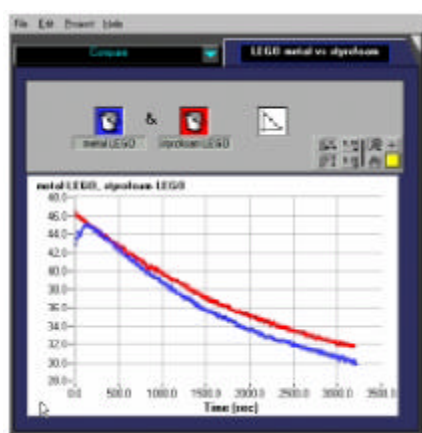 File Edit Project Help
Compare
LEGO metal vs styrofoam
&
metal LEGO
styrofoam LEGO
metal LEGO, styrofoam LEGO
48.0
46.0
44.0
42.0
40.0
38.0
36.0
34.0
32.0
30.0
28.0
0.0 500.0 1000.0 1500.0 2000.0 2500.0 3000.0 3500.0
Time (sec)